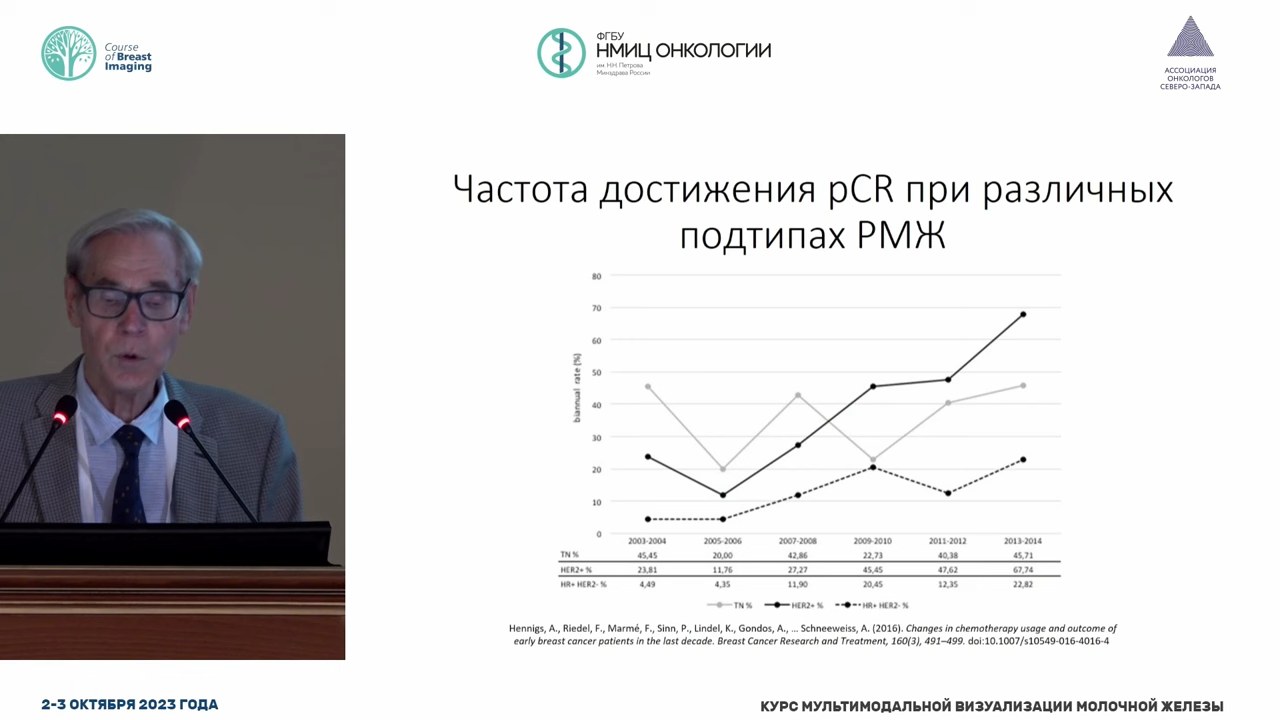 Course
of Breast
Imaging
ФГБУ
НМИЦ ОНКОЛОГИИ
им. Н.Н. Петрова
Минздрава России
АССОЦИАЦИЯ
ОНКОЛОГОВ
СЕВЕРО-ЗАПАДА
Частота достижения pCR при различных
подтипах РМЖ
80
70
60
50
40
30
20
10
0
biannual rate (%)
2003-2004 2005-2006 2007-2008 2009-2010 2011-2012 2013-2014
TN % 45,45 20,00 42,86 22,73 40,38 45,71
HER2+ % 23,81 11,76 27,27 45,45 47,62 67,74
HR+ HER2- % 4,49 4,35 11,90 20,45 12,35 22,82
TN % HER2+ % HR+ HER2- %
Hennigs, A., Riedel, F., Marmé, F., Sinn, P., Lindel, K., Gondos, A., … Schneeweiss, A. (2016). Changes in chemotherapy usage and outcome of
early breast cancer patients in the last decade. Breast Cancer Research and Treatment, 160(3), 491–499. doi:10.1007/s10549-016-4016-4
2-3 ОКТЯБРЯ 2023 ГОДА
КУРС МУЛЬТИМОДАЛЬНОЙ ВИЗУАЛИЗАЦИИ МОЛОЧНОЙ ЖЕЛЕЗЫ